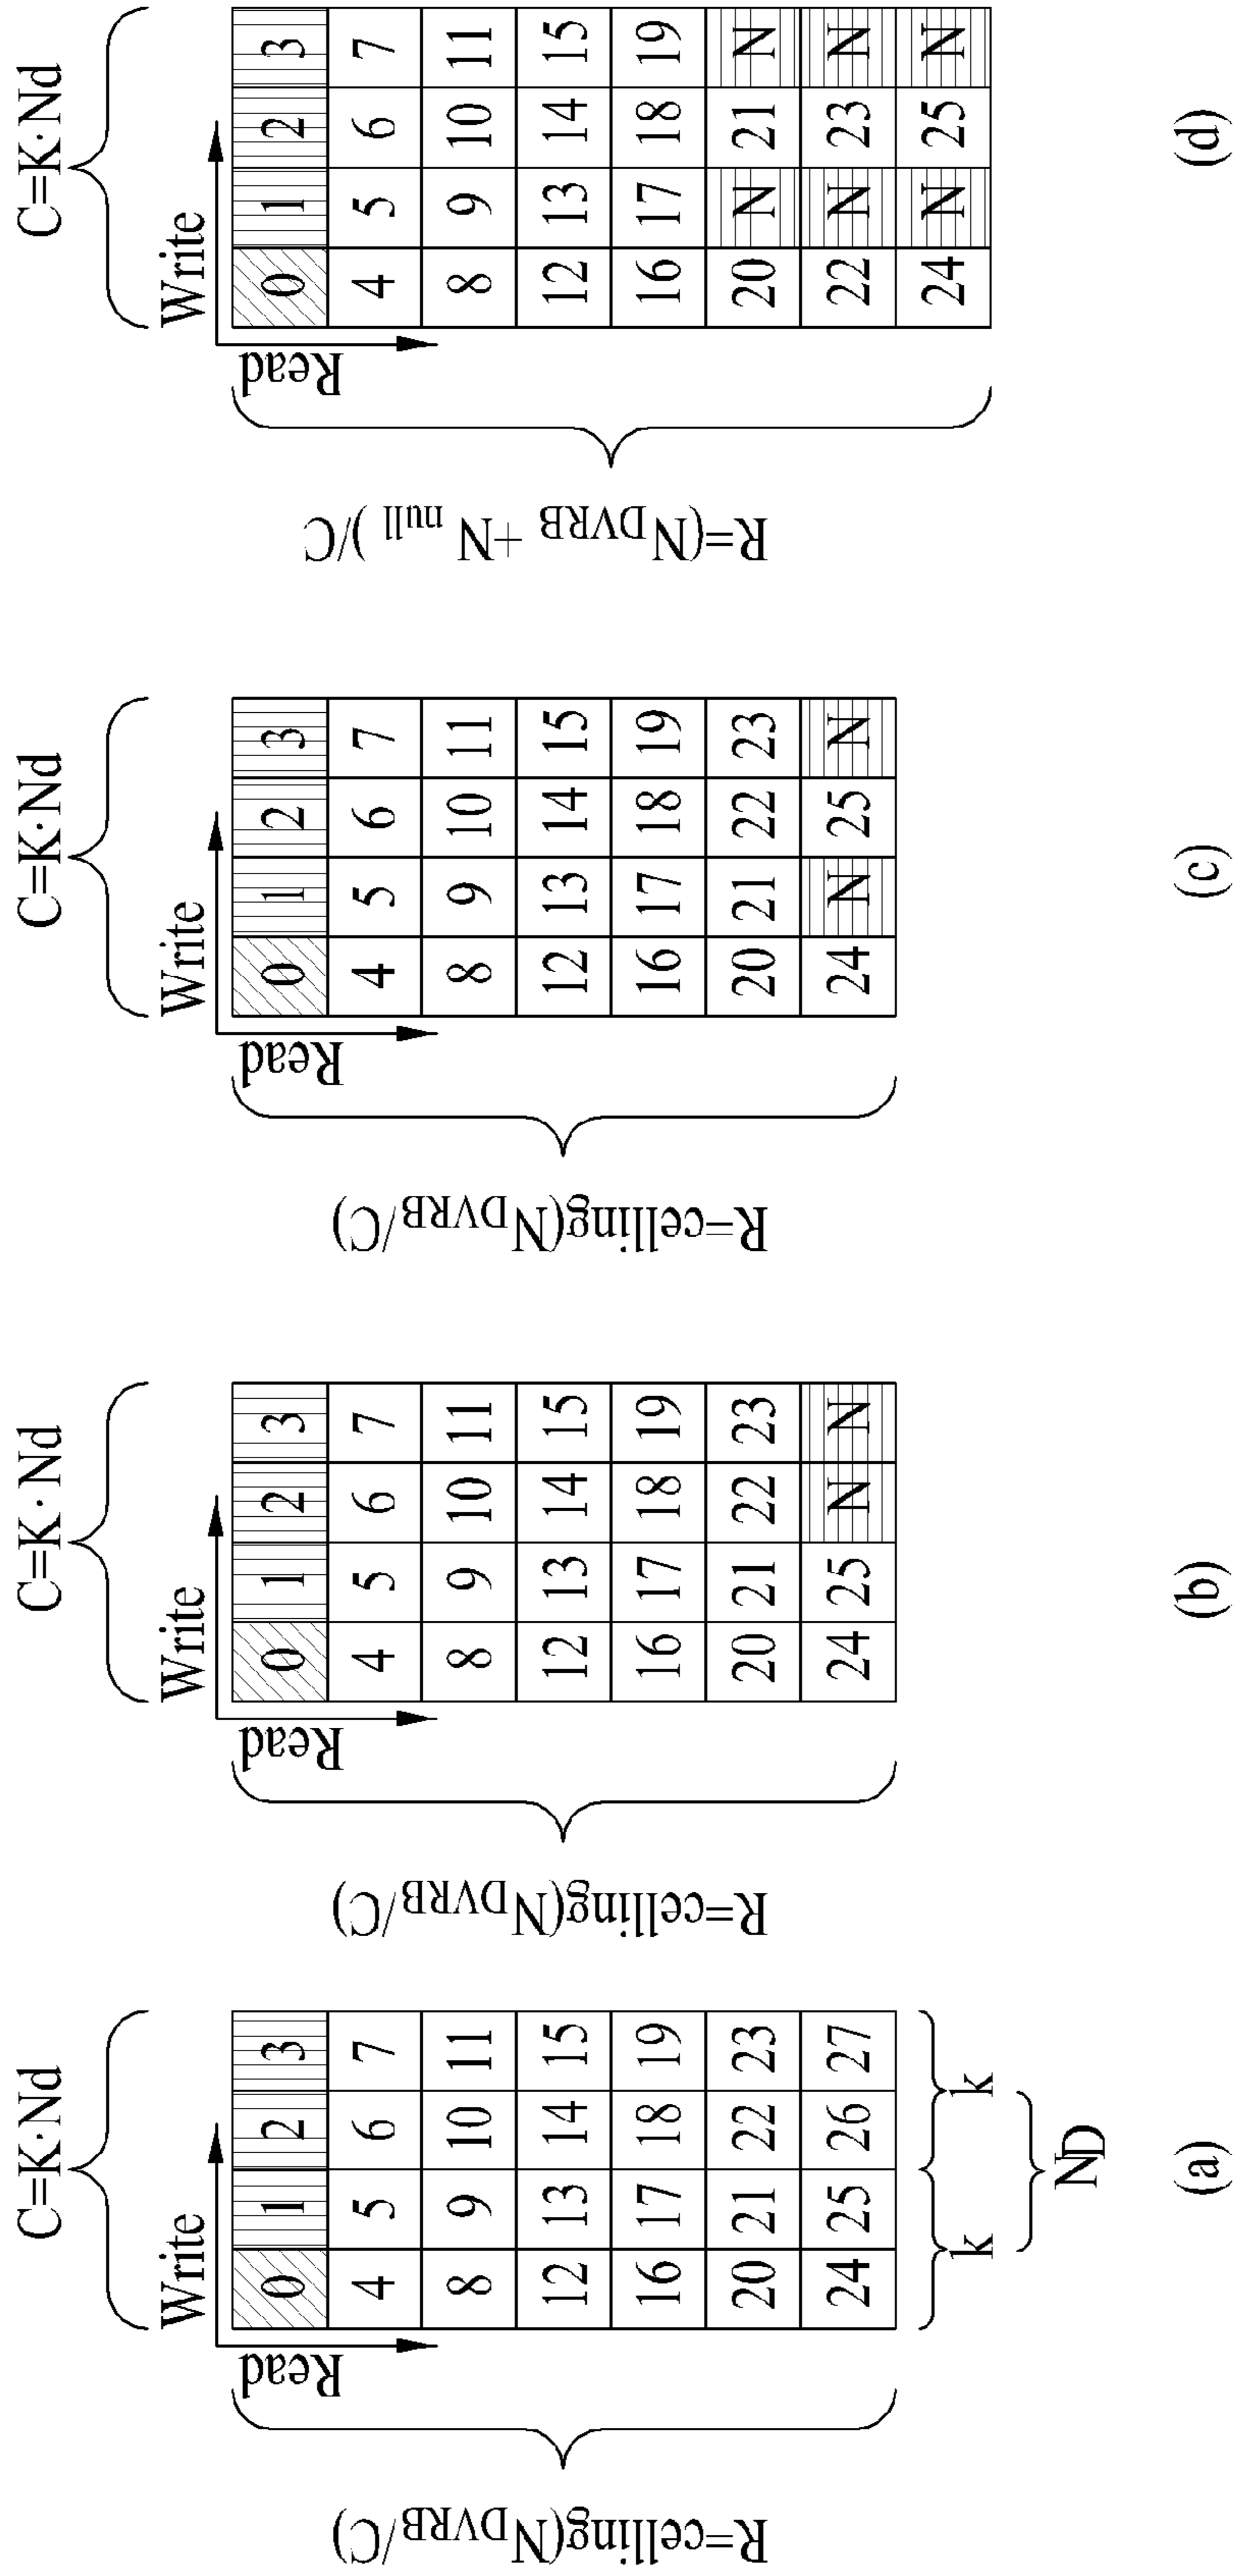 C=K·Nd
Write
Read
R=celling(NDVRB/C)
0 1 2 3
4 5 6 7
8 9 10 11
12 13 14 15
16 17 18 19
20 21 22 23
24 25 26 27
k k
ND
(a)
C=K·Nd
Write
Read
R=celling(NDVRB/C)
0 1 2 3
4 5 6 7
8 9 10 11
12 13 14 15
16 17 18 19
20 21 22 23
24 25 N N
(b)
C=K·Nd
Write
Read
R=celling(NDVRB/C)
0 1 2 3
4 5 6 7
8 9 10 11
12 13 14 15
16 17 18 19
20 21 22 23
24 N 25 N
(c)
C=K·Nd
Write
Read
R=(NDVRB+Nnull)/C
0 1 2 3
4 5 6 7
8 9 10 11
12 13 14 15
16 17 18 19
20 N 21 N
22 N 23 N
24 N 25 N
(d)